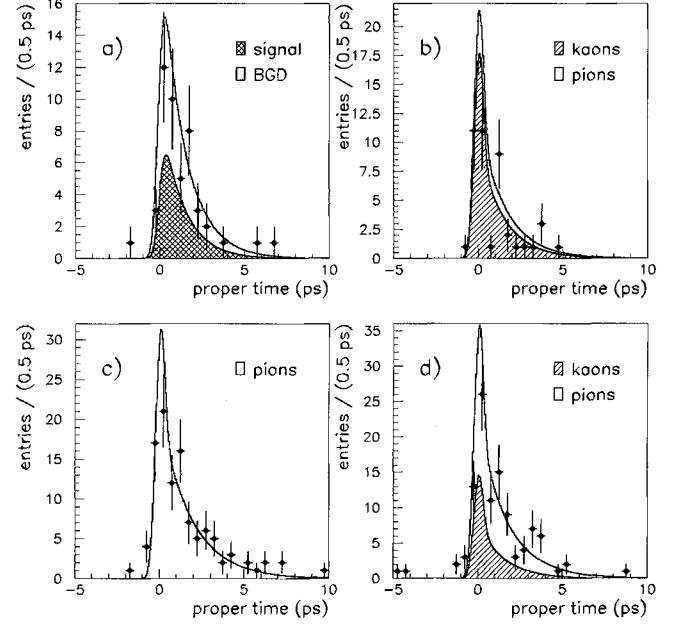 16
14
12
10
8
6
4
2
0
-5
0
5
10
a)
signal
BGD
entries / (0.5 ps)
proper time (ps)
20
17.5
15
12.5
10
7.5
5
2.5
0
-5
0
5
10
b)
kaons
pions
entries / (0.5 ps)
proper time (ps)
30
25
20
15
10
5
0
-5
0
5
10
c)
pions
entries / (0.5 ps)
proper time (ps)
35
30
25
20
15
10
5
0
-5
0
5
10
d)
kaons
pions
entries / (0.5 ps)
proper time (ps)